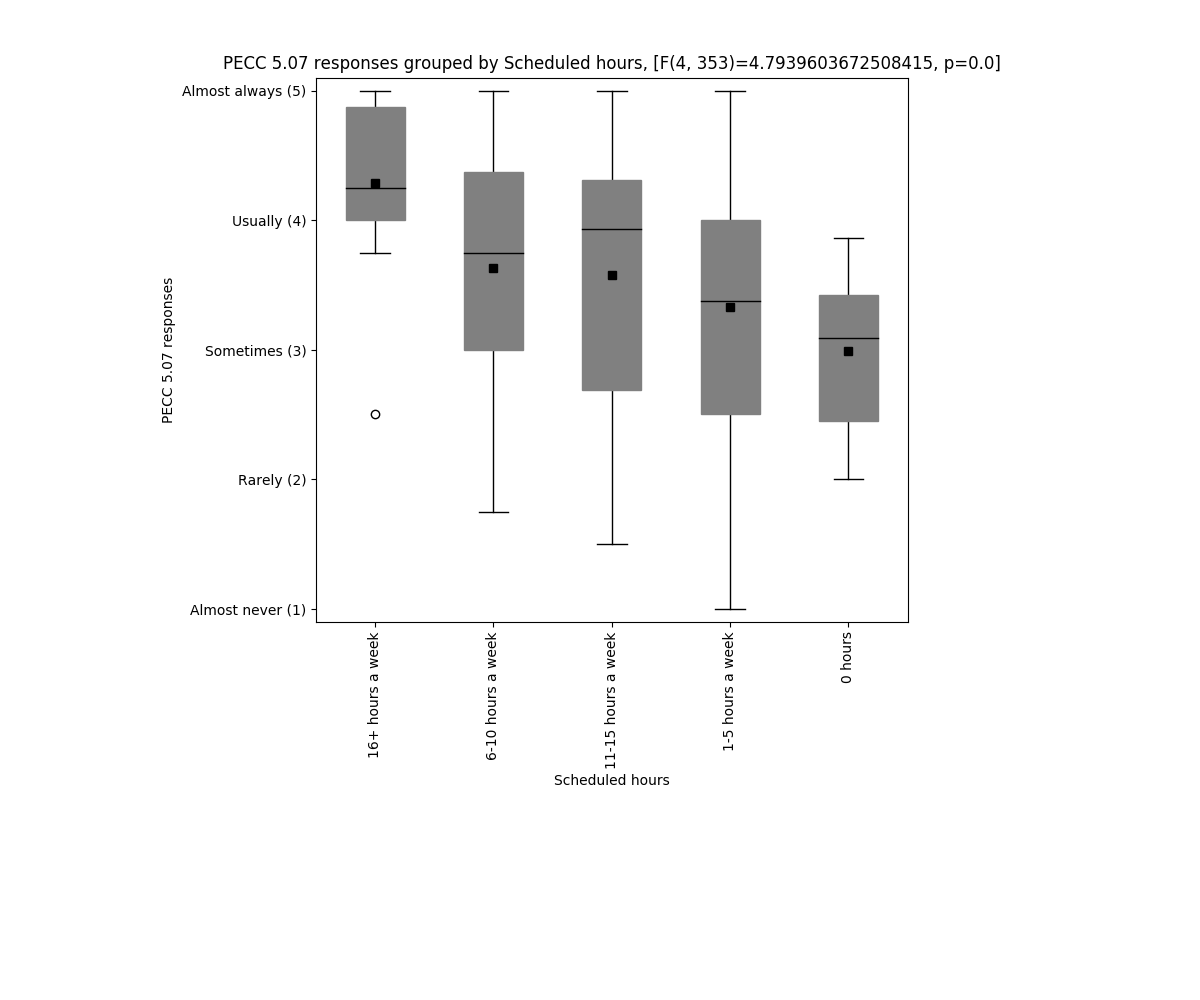 PECC 5.07 responses grouped by Scheduled hours, [F(4, 353)=4.7939603672508415, p=0.0]
Almost always (5)
Usually (4)
Sometimes (3)
Rarely (2)
Almost never (1)
PECC 5.07 responses
16+ hours a week
6-10 hours a week
11-15 hours a week
1-5 hours a week
0 hours
Scheduled hours